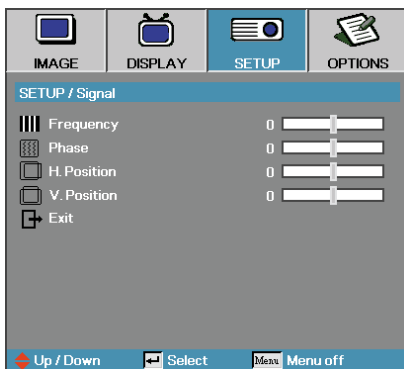 IMAGE DISPLAY SETUP OPTIONS
SETUP / Signal
Frequency 0
Phase 0
H. Position 0
V. Position 0
Exit
Up / Down Select Menu Menu off